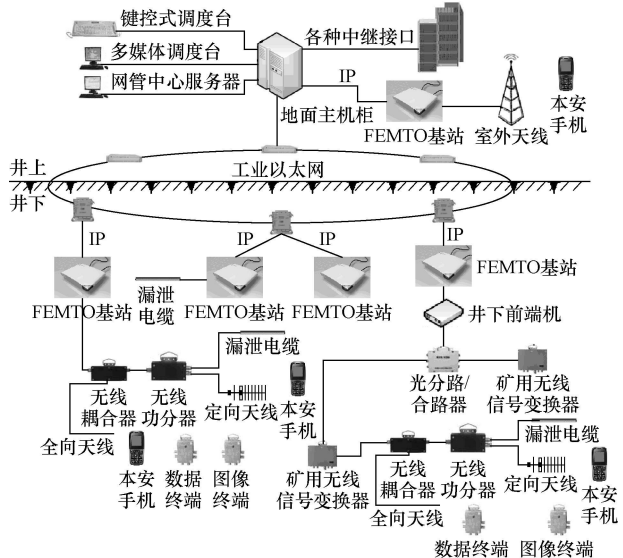 键控式调度台
多媒体调度台
网管中心服务器
各种中继接口
IP
地面主机柜
FEMTO基站
室外天线
本安
手机
井上
工业以太网
井下
IP
IP
IP
IP
FEMTO基站
漏泄
电缆
FEMTO基站
FEMTO基站
FEMTO基站
井下前端机
漏泄电缆
无线
耦合器
无线
功分器
定向天线
本安
手机
光分路/
合路器
矿用无线
信号变换器
全向天线
本安
手机
数据
终端
图像
终端
矿用无线
信号变换器
无线
耦合器
无线
功分器
漏泄电缆
定向天线
本安
手机
全向天线
数据终端
图像终端